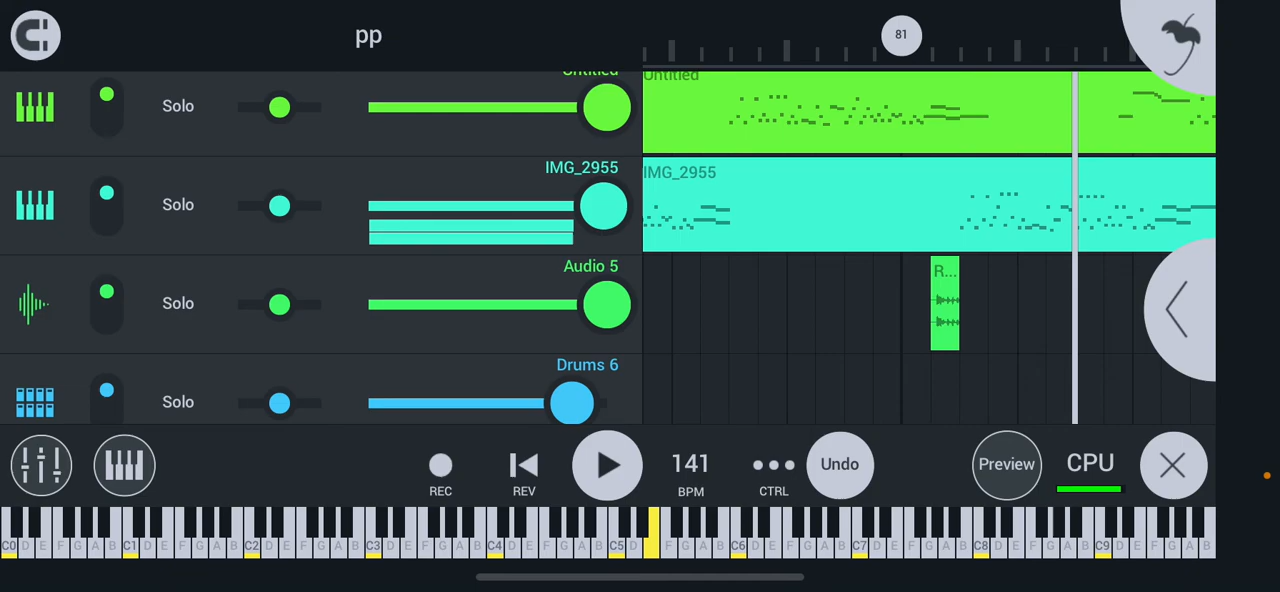 pp
81
Untitled
Untitled
Solo
IMG_2955
IMG_2955
Solo
Audio 5
R...
Solo
Drums 6
Solo
141
Undo
Preview
CPU
REC
REV
BPM
CTRL
C0 D E F G A B C1 D E F G A B C2 D E F G A B C3 D E F G A B C4 D E F G A B C5 D F G A B C6 D E F G A B C7 D E F G A B C8 D E F G A B C9 D E F G A B